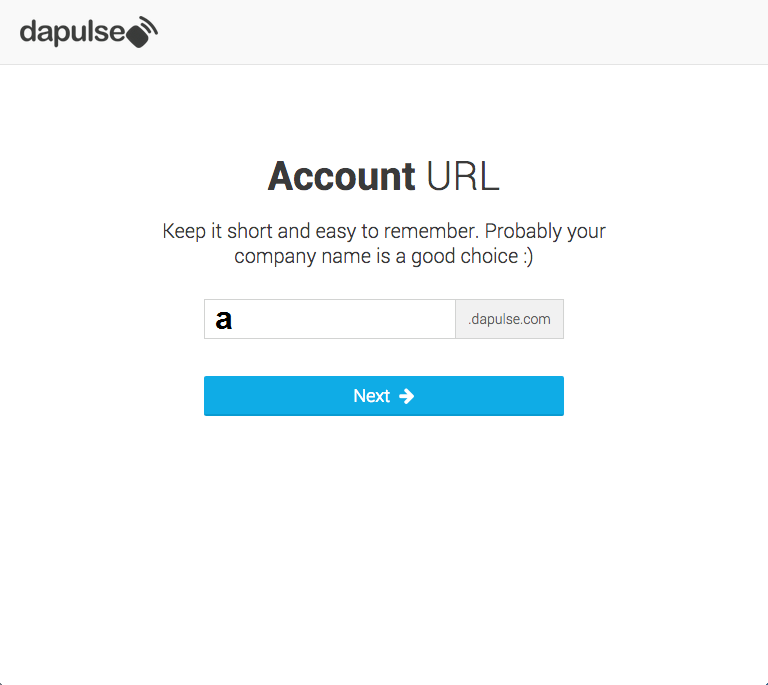 dapulse
Account URL
Keep it short and easy to remember. Probably your
company name is a good choice :)
a .dapulse.com
Next